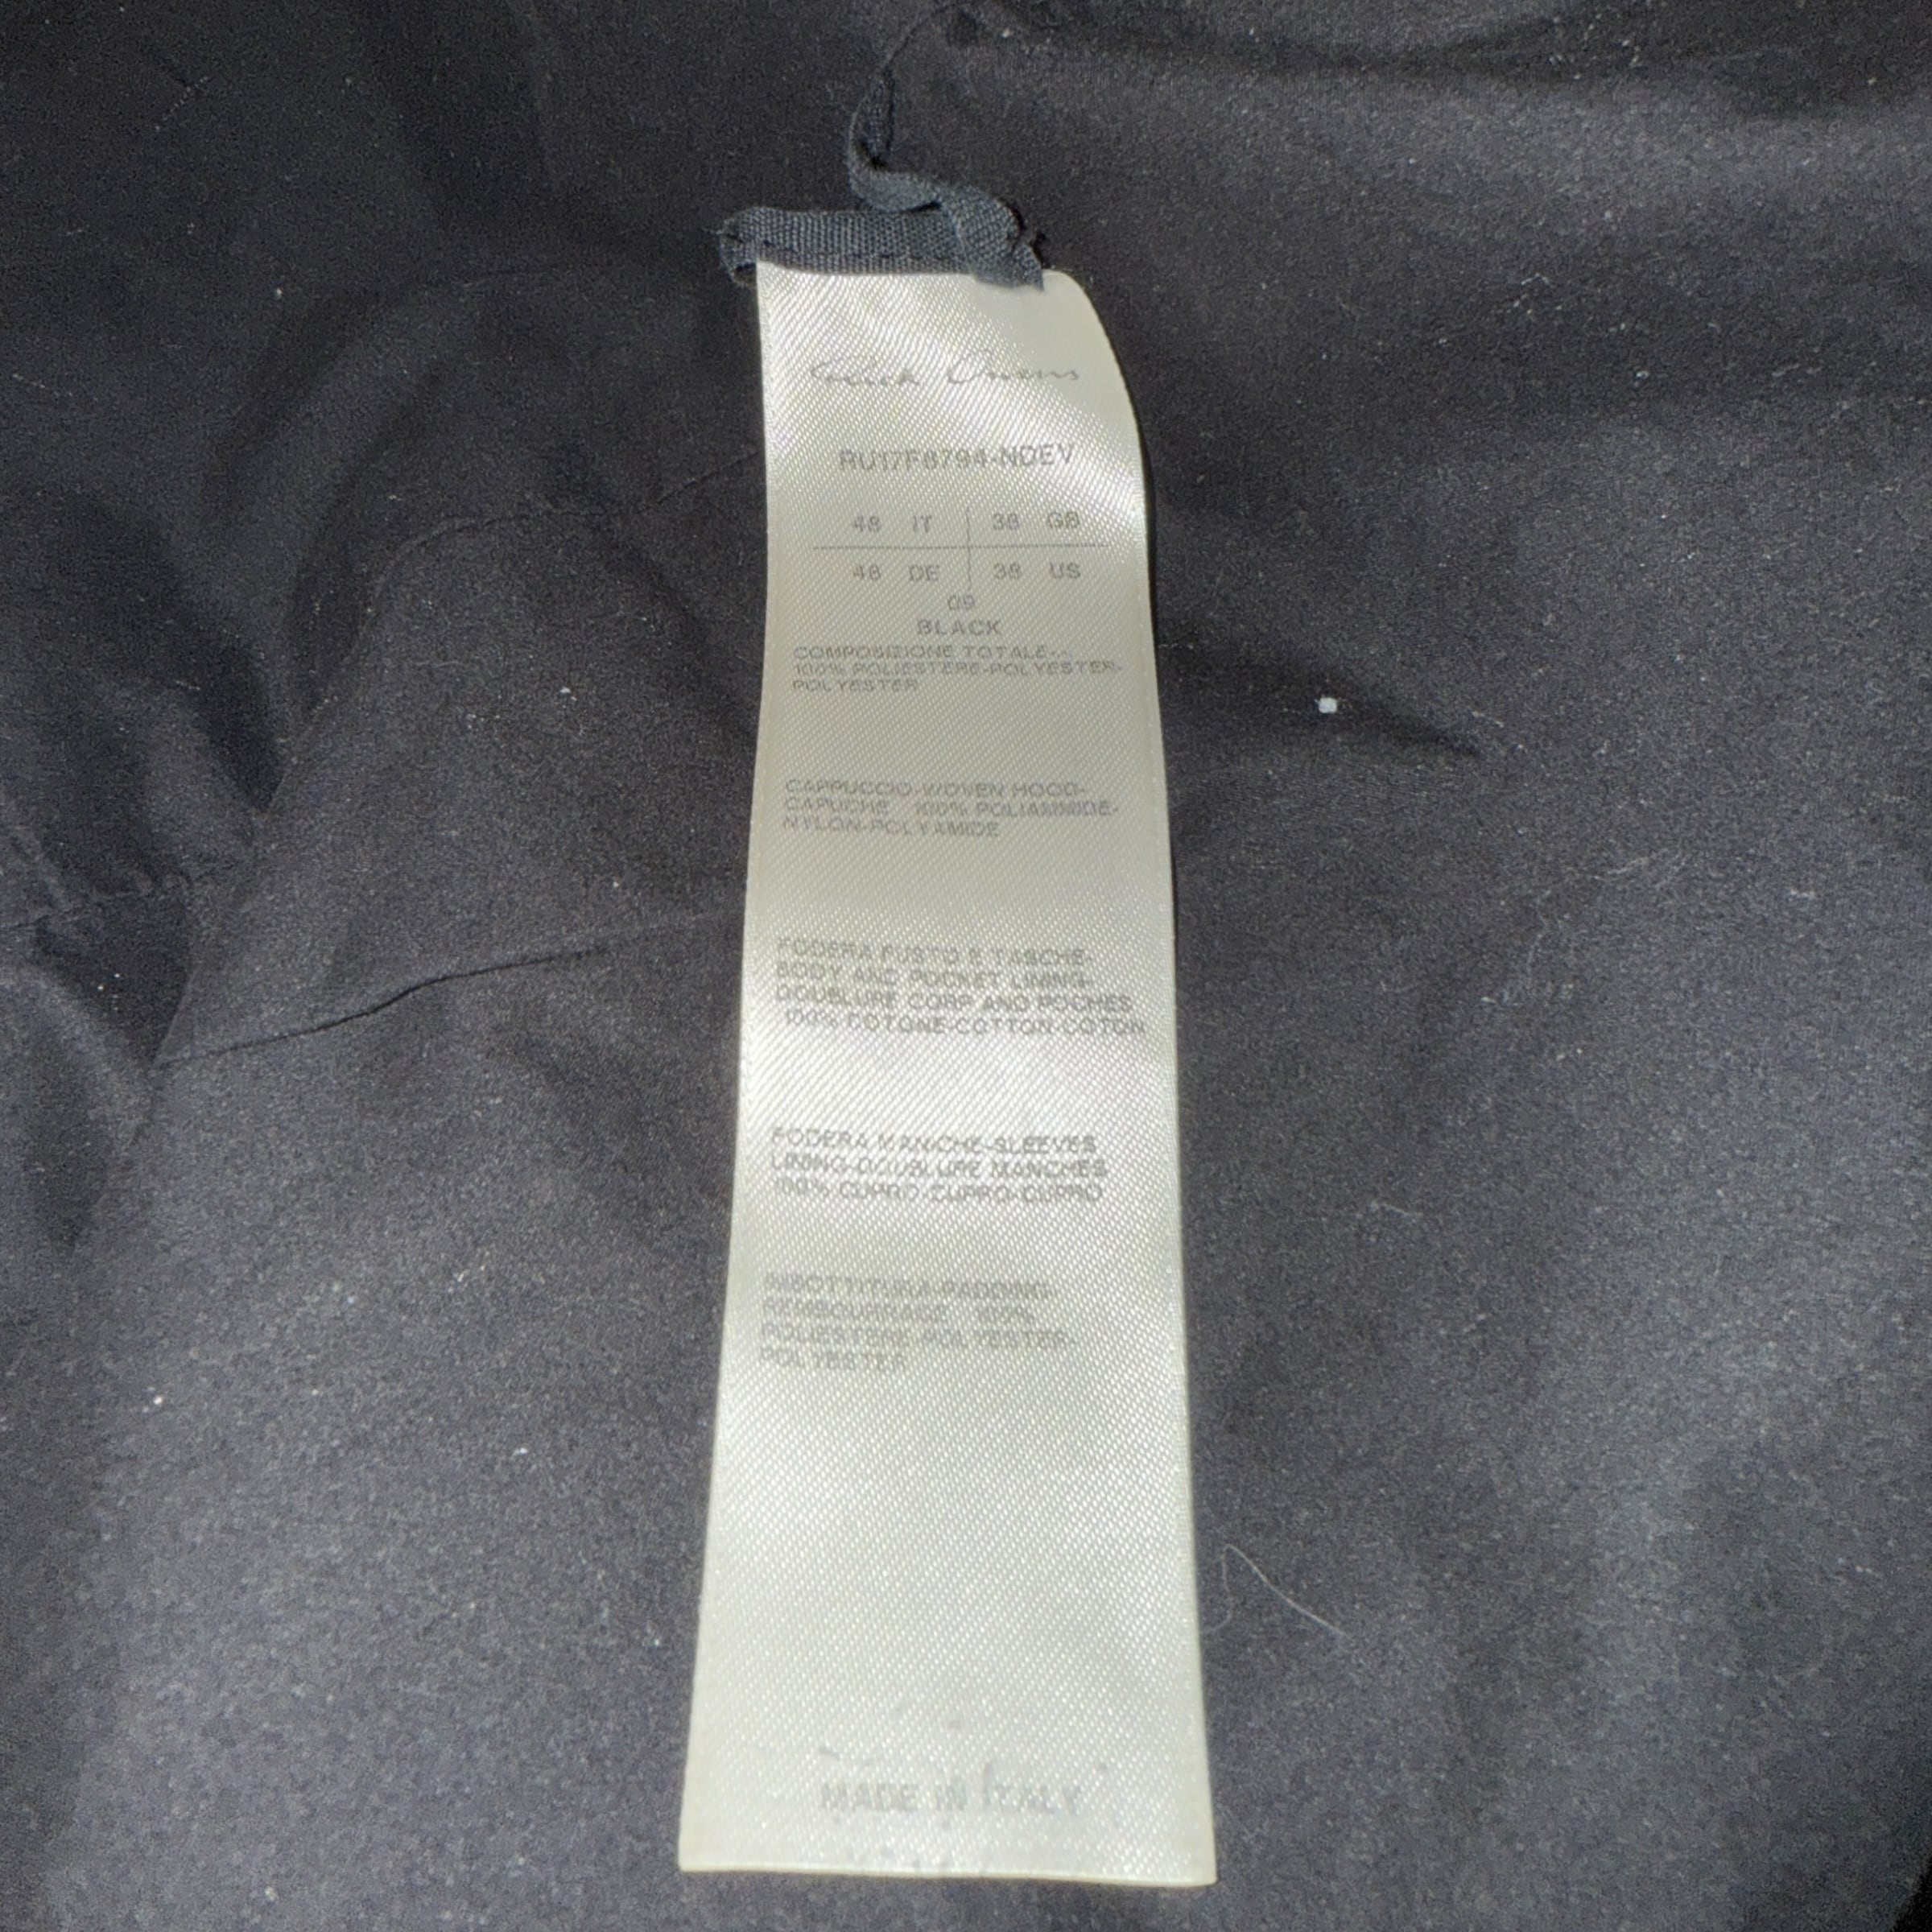 Rick Owens
RU17F6794-NDEV
48 IT 38 GB
48 DE 38 US
09
BLACK
COMPOSIZIONE TOTALE-..
100% POLIESTERE-POLYESTER-
POLYESTER
CAPPUCCIO-WOVEN HOOD-
CAPUCHE 100% POLIAMMIDE-
NYLON-POLYAMIDE
FODERA FUSTO E TASCHE-
BODY AND POCKET LINING-
DOUBLURE CORP AND POCHES
100% COTONE-COTTON-COTON
FODERA MANICHE-SLEEVES
LINING-DOUBLURE MANCHES
100% CUPRO-CUPRO-CUPRO
IMBOTTITURA-PADDING-
REMBOURRAGE 100%
POLIESTERE-POLYESTER-
POLYESTER
MADE IN ITALY